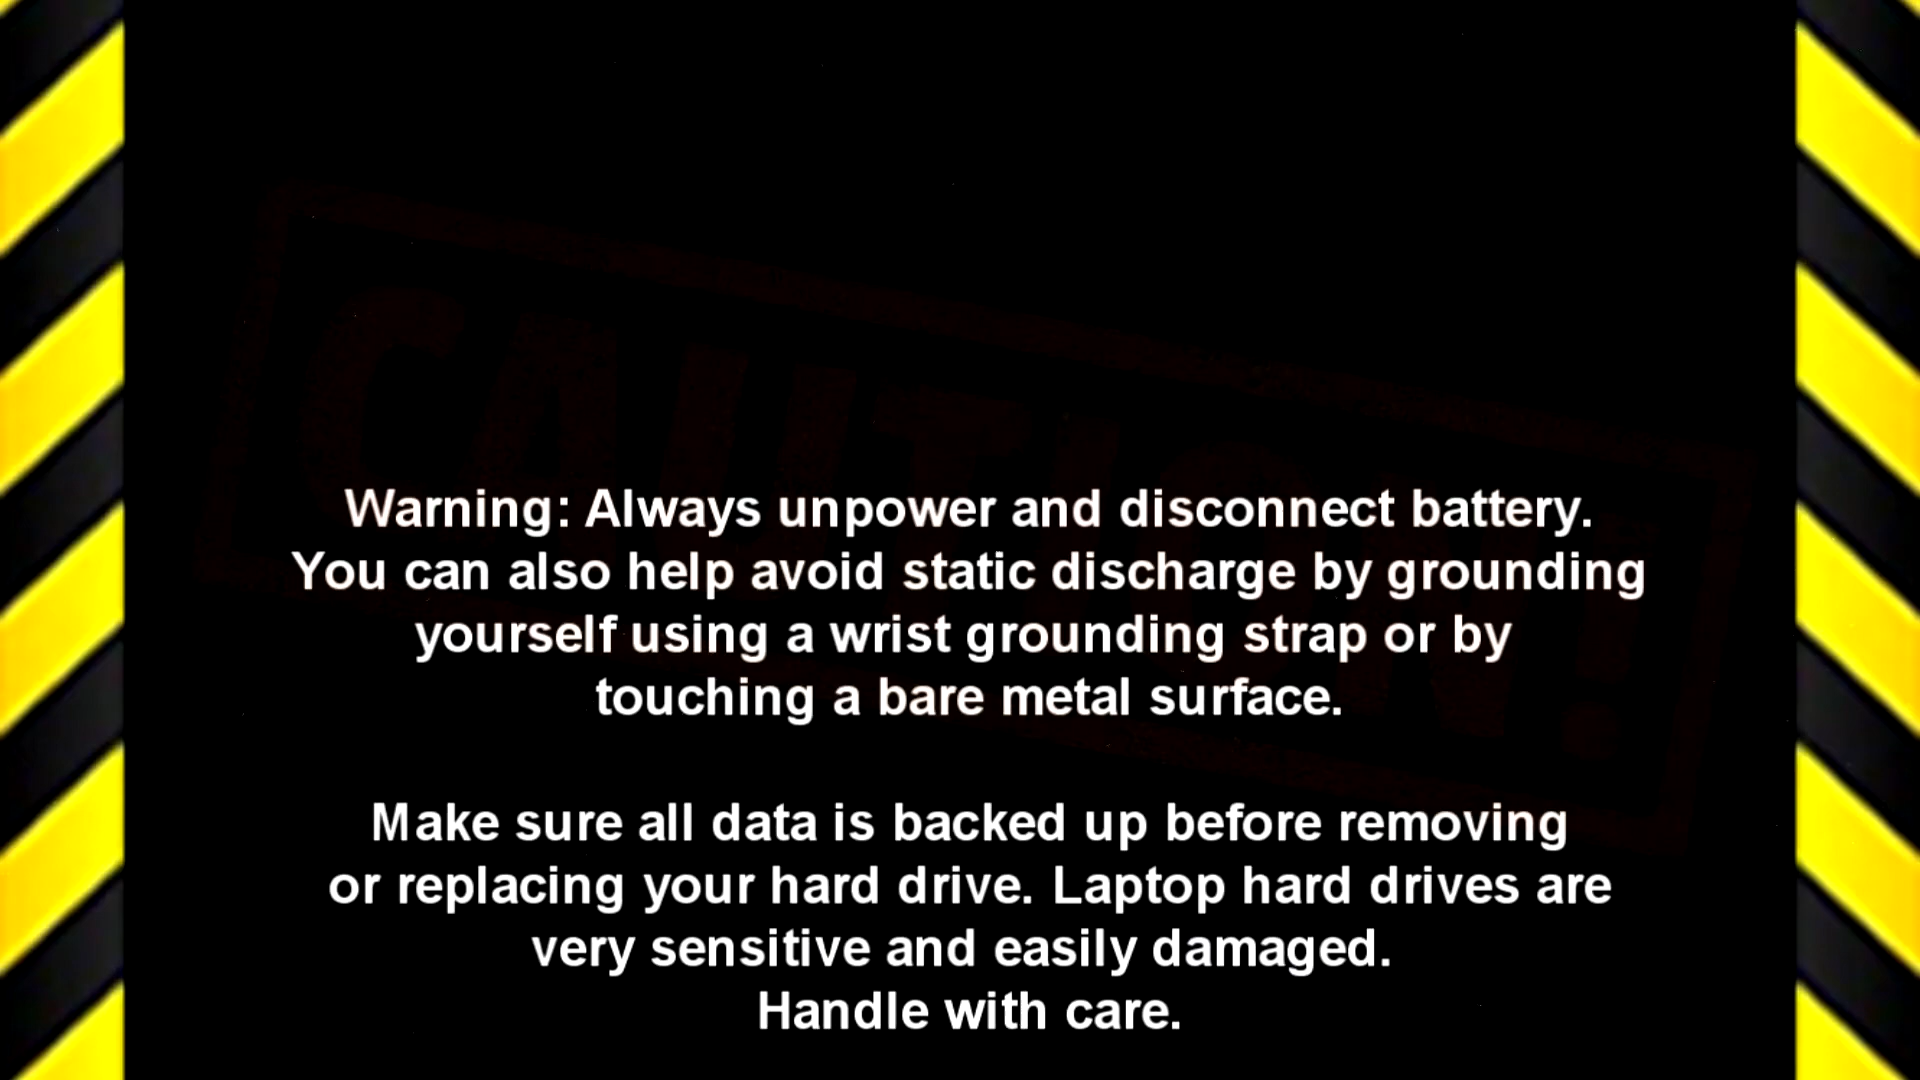 CAUTION!
Warning: Always unpower and disconnect battery.
You can also help avoid static discharge by grounding
yourself using a wrist grounding strap or by
touching a bare metal surface.
Make sure all data is backed up before removing
or replacing your hard drive. Laptop hard drives are
very sensitive and easily damaged.
Handle with care.